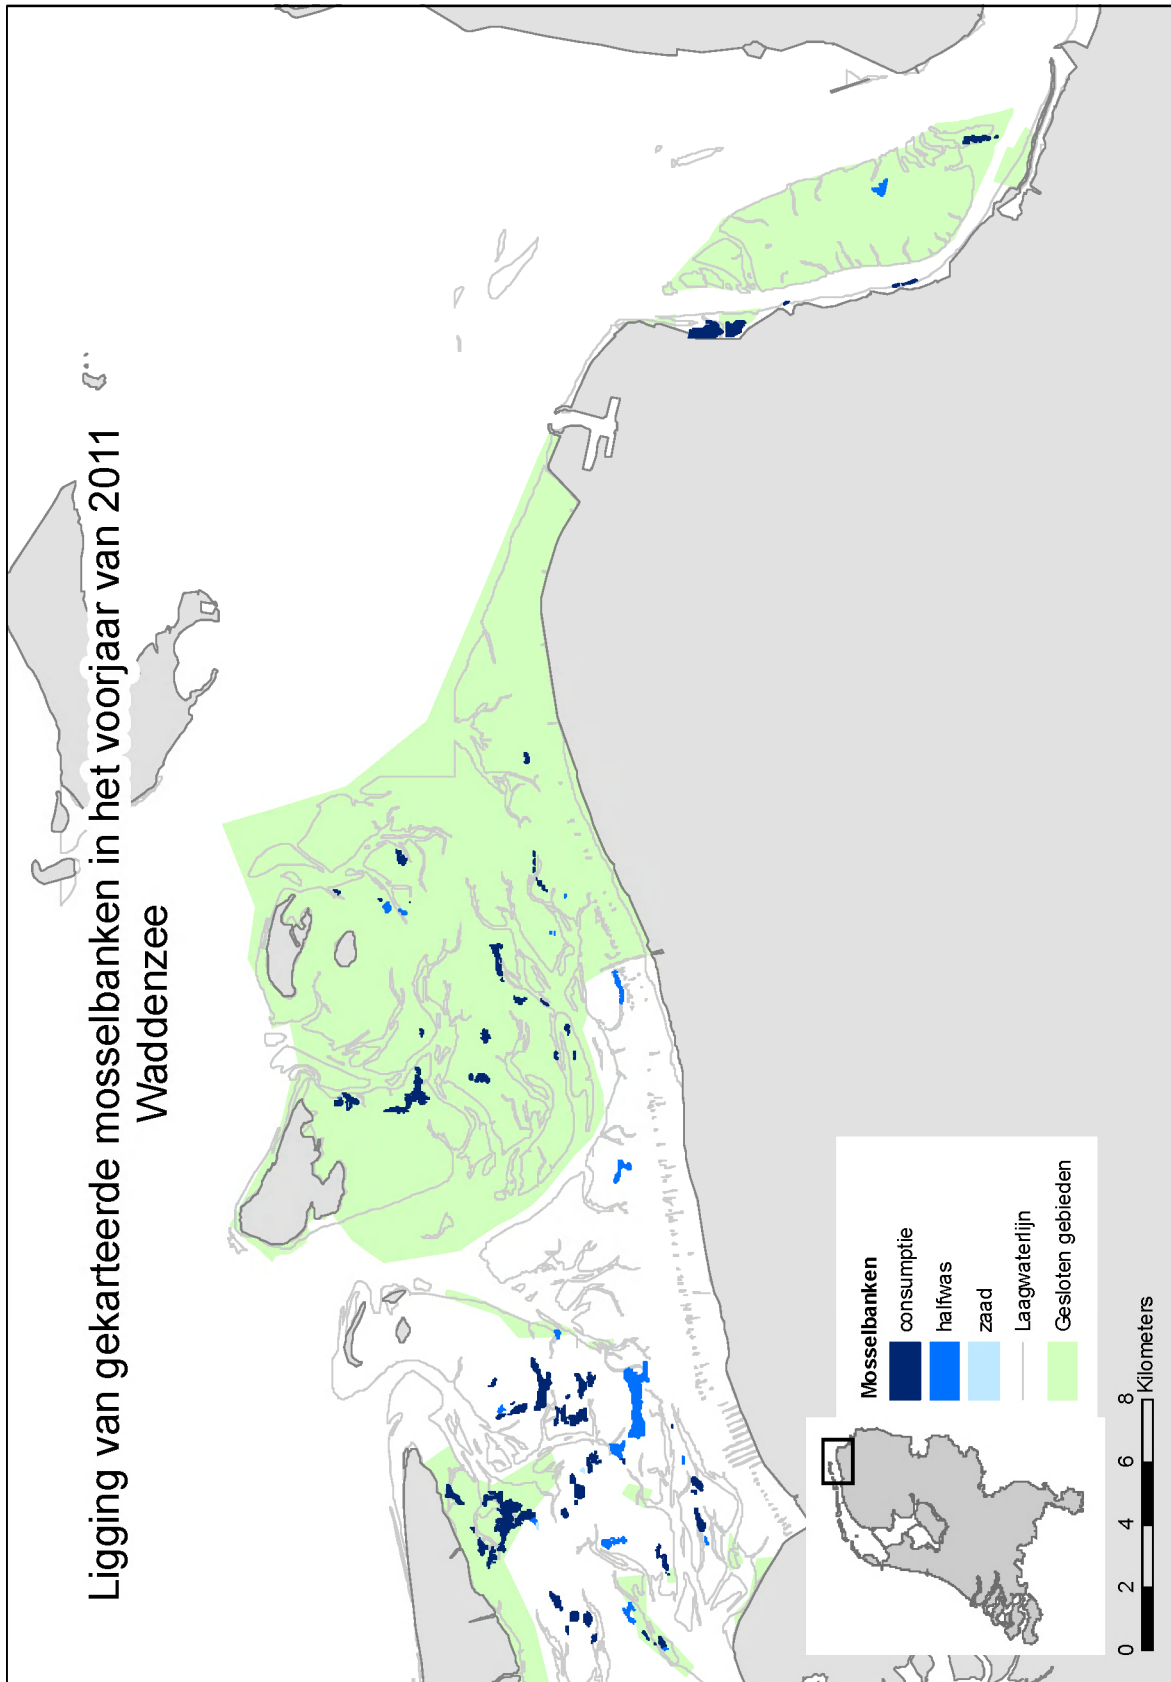 Ligging van gekarteerde mosselbanken in het voorjaar van 2011
Waddenzee
Mosselbanken
consumptie
halfwas
zaad
Laagwaterlijn
Gesloten gebieden
0 2 4 6 8
Kilometers